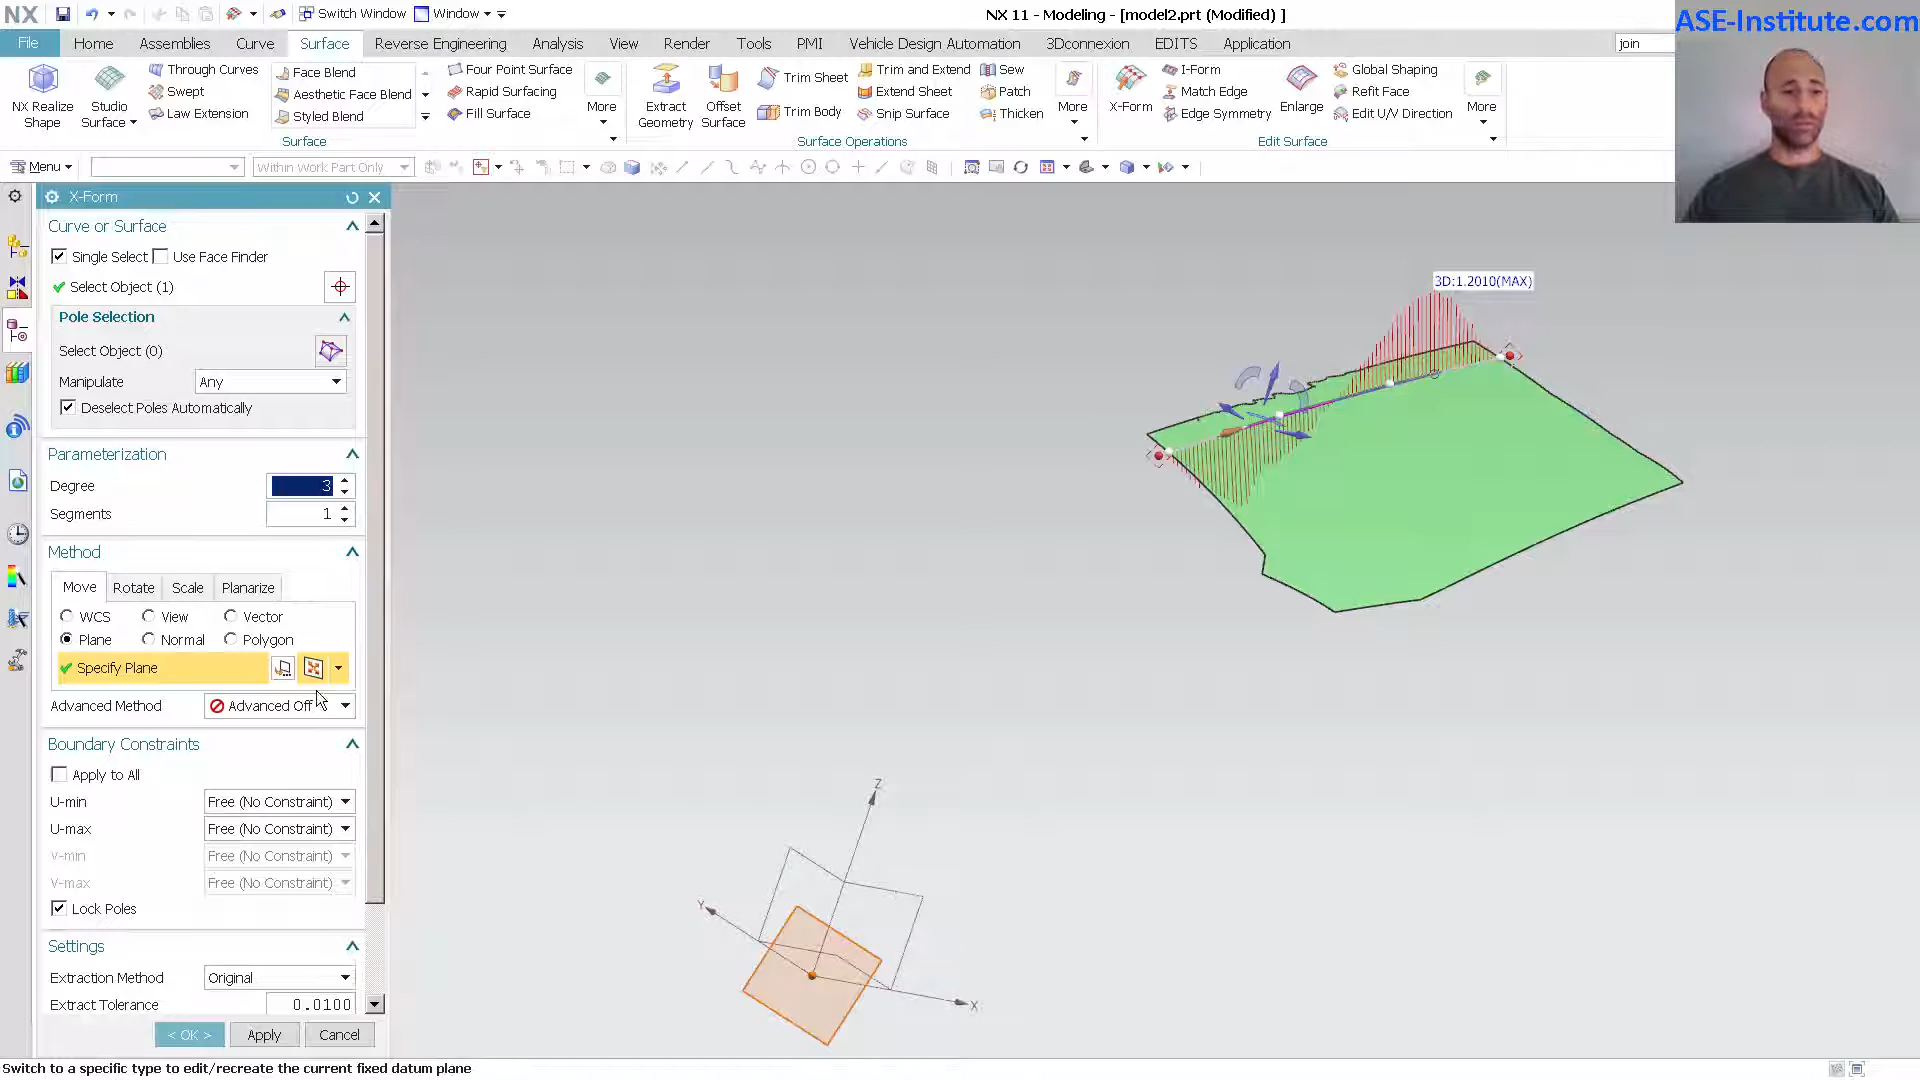 NX
Switch Window
Window
NX 11 - Modeling - [model2.prt (Modified) ]
ASE-Institute.com
File
Home
Assemblies
Curve
Surface
Reverse Engineering
Analysis
View
Render
Tools
PMI
Vehicle Design Automation
3Dconnexion
EDITS
Application
join
NX Realize Shape
Studio Surface
Through Curves
Swept
Law Extension
Face Blend
Aesthetic Face Blend
Styled Blend
Four Point Surface
Rapid Surfacing
Fill Surface
More
Surface
Extract Geometry
Offset Surface
Trim Sheet
Trim Body
Trim and Extend
Extend Sheet
Snip Surface
Sew
Patch
Thicken
More
Surface Operations
X-Form
I-Form
Match Edge
Edge Symmetry
Enlarge
Global Shaping
Refit Face
Edit U/V Direction
More
Edit Surface
Menu
Within Work Part Only
X-Form
Curve or Surface
Single Select
Use Face Finder
Select Object (1)
Pole Selection
Select Object (0)
Manipulate
Any
Deselect Poles Automatically
Parameterization
Degree
3
Segments
1
Method
Move
Rotate
Scale
Planarize
WCS
View
Vector
Plane
Normal
Polygon
Specify Plane
Advanced Method
Advanced Off
Boundary Constraints
Apply to All
U-min
Free (No Constraint)
U-max
Free (No Constraint)
V-min
Free (No Constraint)
V-max
Free (No Constraint)
Lock Poles
Settings
Extraction Method
Original
Extract Tolerance
0.0100
< OK >
Apply
Cancel
3D:1.2010(MAX)
Z
Y
X
Switch to a specific type to edit/recreate the current fixed datum plane